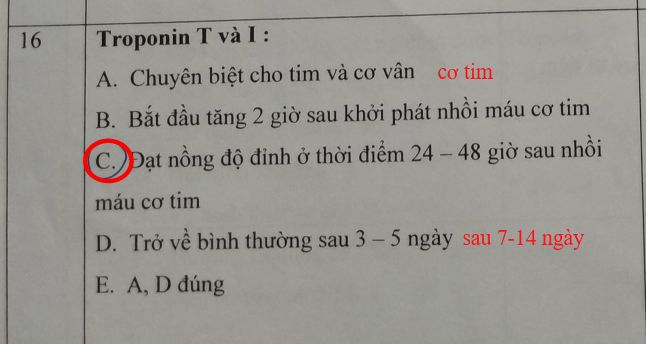 16 Troponin T và I :
A. Chuyên biệt cho tim và cơ vân cơ tim
B. Bắt đầu tăng 2 giờ sau khởi phát nhồi máu cơ tim
C. Đạt nồng độ đỉnh ở thời điểm 24 – 48 giờ sau nhồi
máu cơ tim
D. Trở về bình thường sau 3 – 5 ngày sau 7-14 ngày
E. A, D đúng